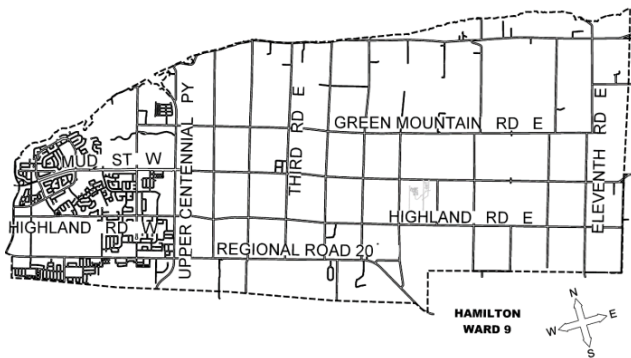 UPPER CENTENNIAL PY
THIRD RD E
GREEN MOUNTAIN RD E
ELEVENTH RD E
MUD ST W
HIGHLAND RD W
HIGHLAND RD E
REGIONAL ROAD 20
HAMILTON
WARD 9
N
W E
S